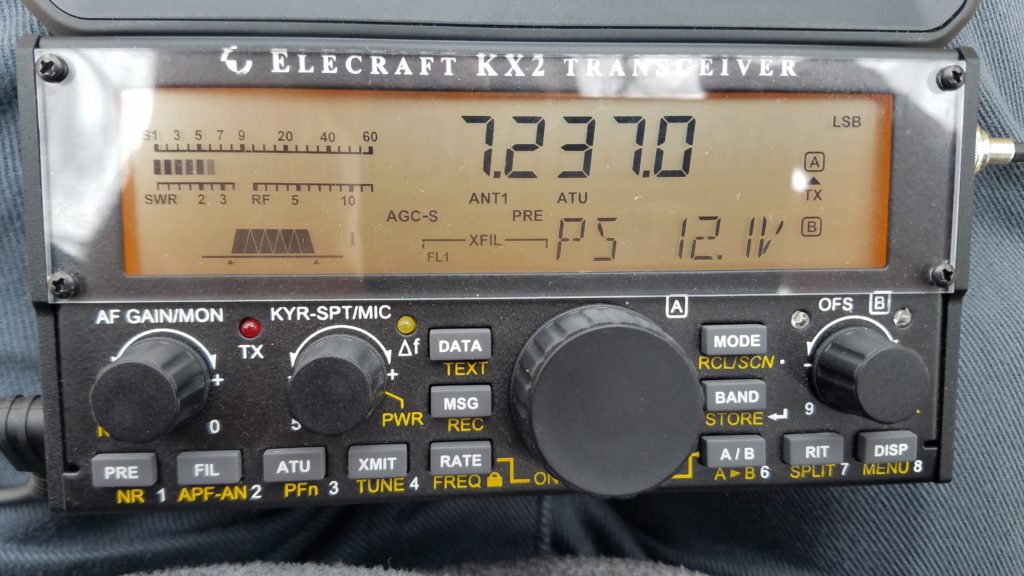 ELECRAFT KX2 TRANSCEIVER
S1 3 5 7 9 20 40 60
7.237.0
LSB
A
SWR 2 3 RF 5 10
ANT1 ATU
TX
AGC-S PRE
B
XFIL
FL1
PS 12.1V
AF GAIN/MON
TX
KYR-SPT/MIC
Δf
A
OFS B
DATA
TEXT
MODE
RCL/SCN
+
0
+
-
MSG
REC
PWR
5
BAND
STORE
9
PRE
NR 1
FIL
APF-AN 2
ATU
PFn 3
XMIT
TUNE 4
RATE
FREQ
ON
A / B
A►B 6
RIT
SPLIT 7
DISP
MENU 8